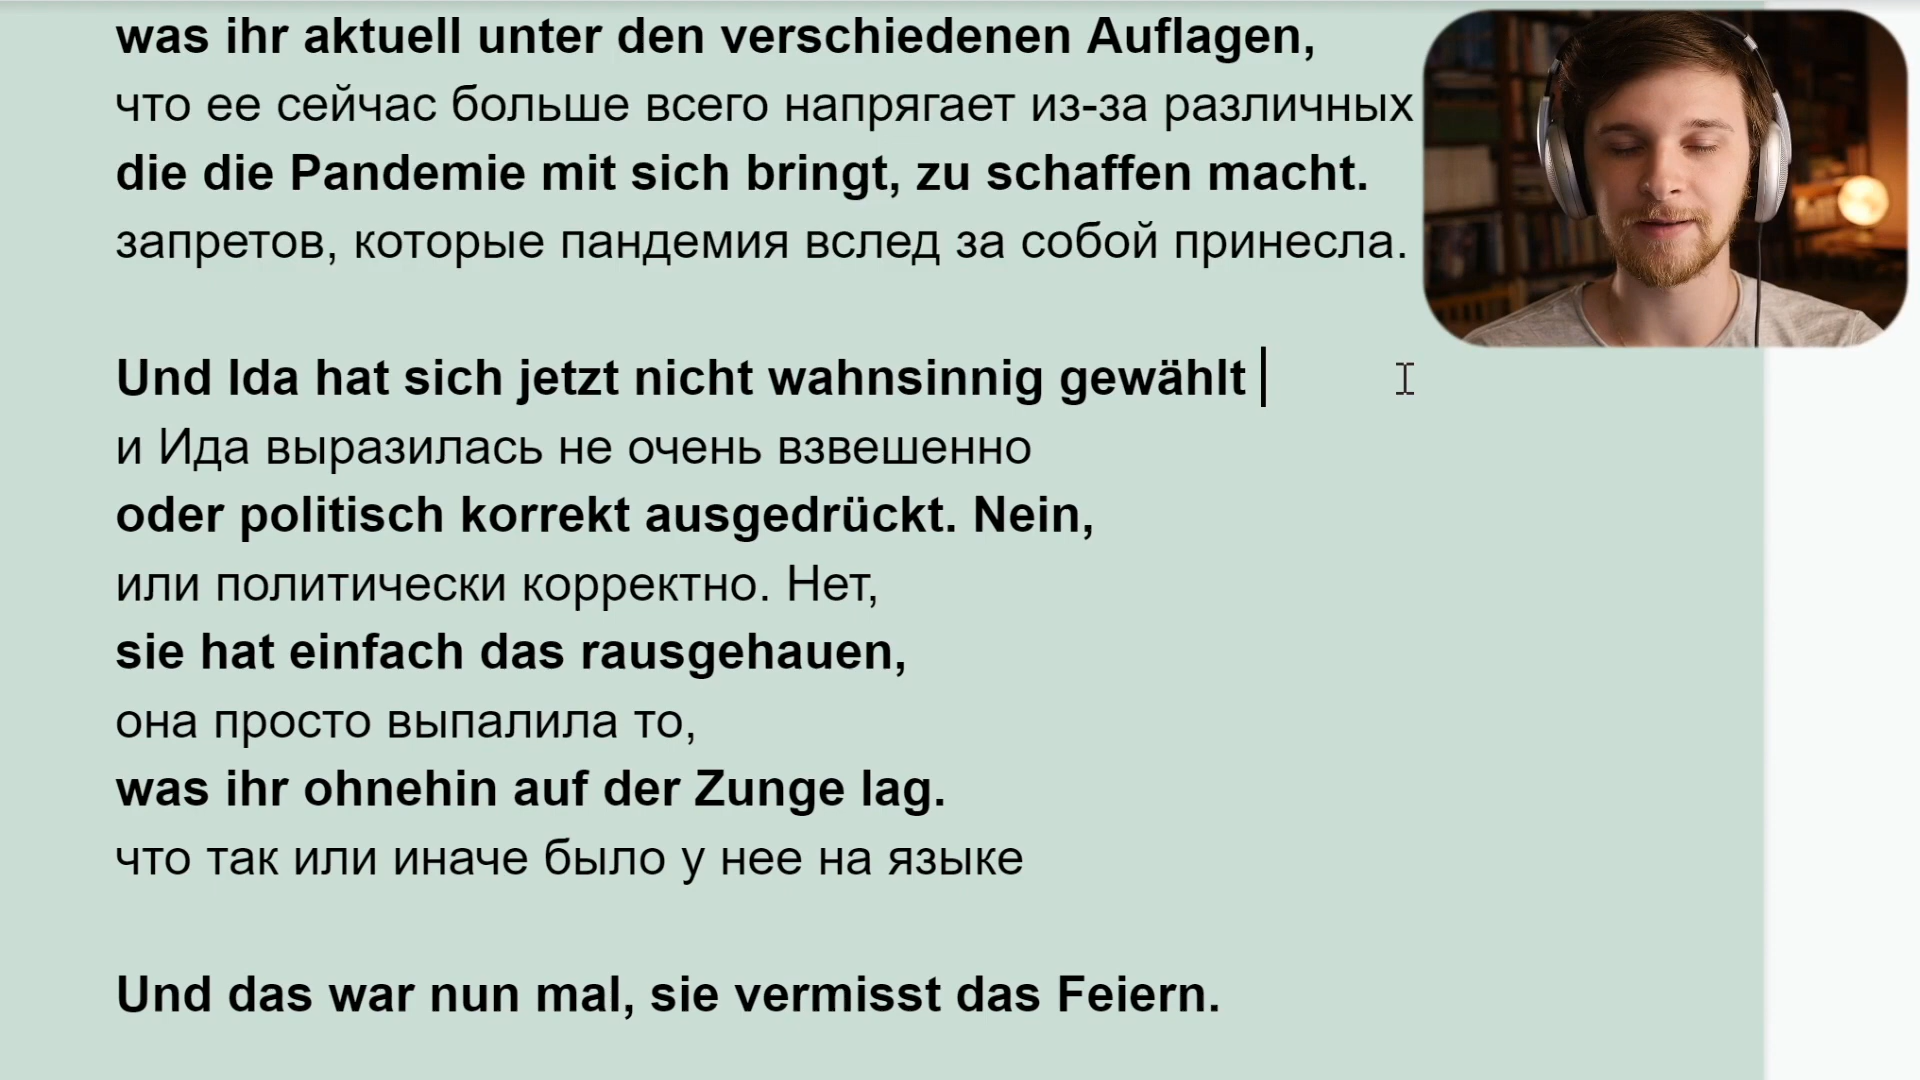 was ihr aktuell unter den verschiedenen Auflagen,
что ее сейчас больше всего напрягает из-за различных
die die Pandemie mit sich bringt, zu schaffen macht.
запретов, которые пандемия вслед за собой принесла.
Und Ida hat sich jetzt nicht wahnsinnig gewählt
и Ида выразилась не очень взвешенно
oder politisch korrekt ausgedrückt. Nein,
или политически корректно. Нет,
sie hat einfach das rausgehauen,
она просто выпалила то,
was ihr ohnehin auf der Zunge lag.
что так или иначе было у нее на языке
Und das war nun mal, sie vermisst das Feiern.